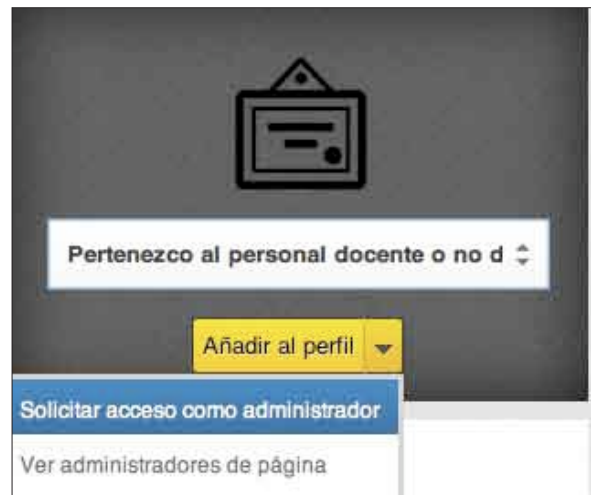 Pertenezco al personal docente o no d
Añadir al perfil
Solicitar acceso como administrador
Ver administradores de página